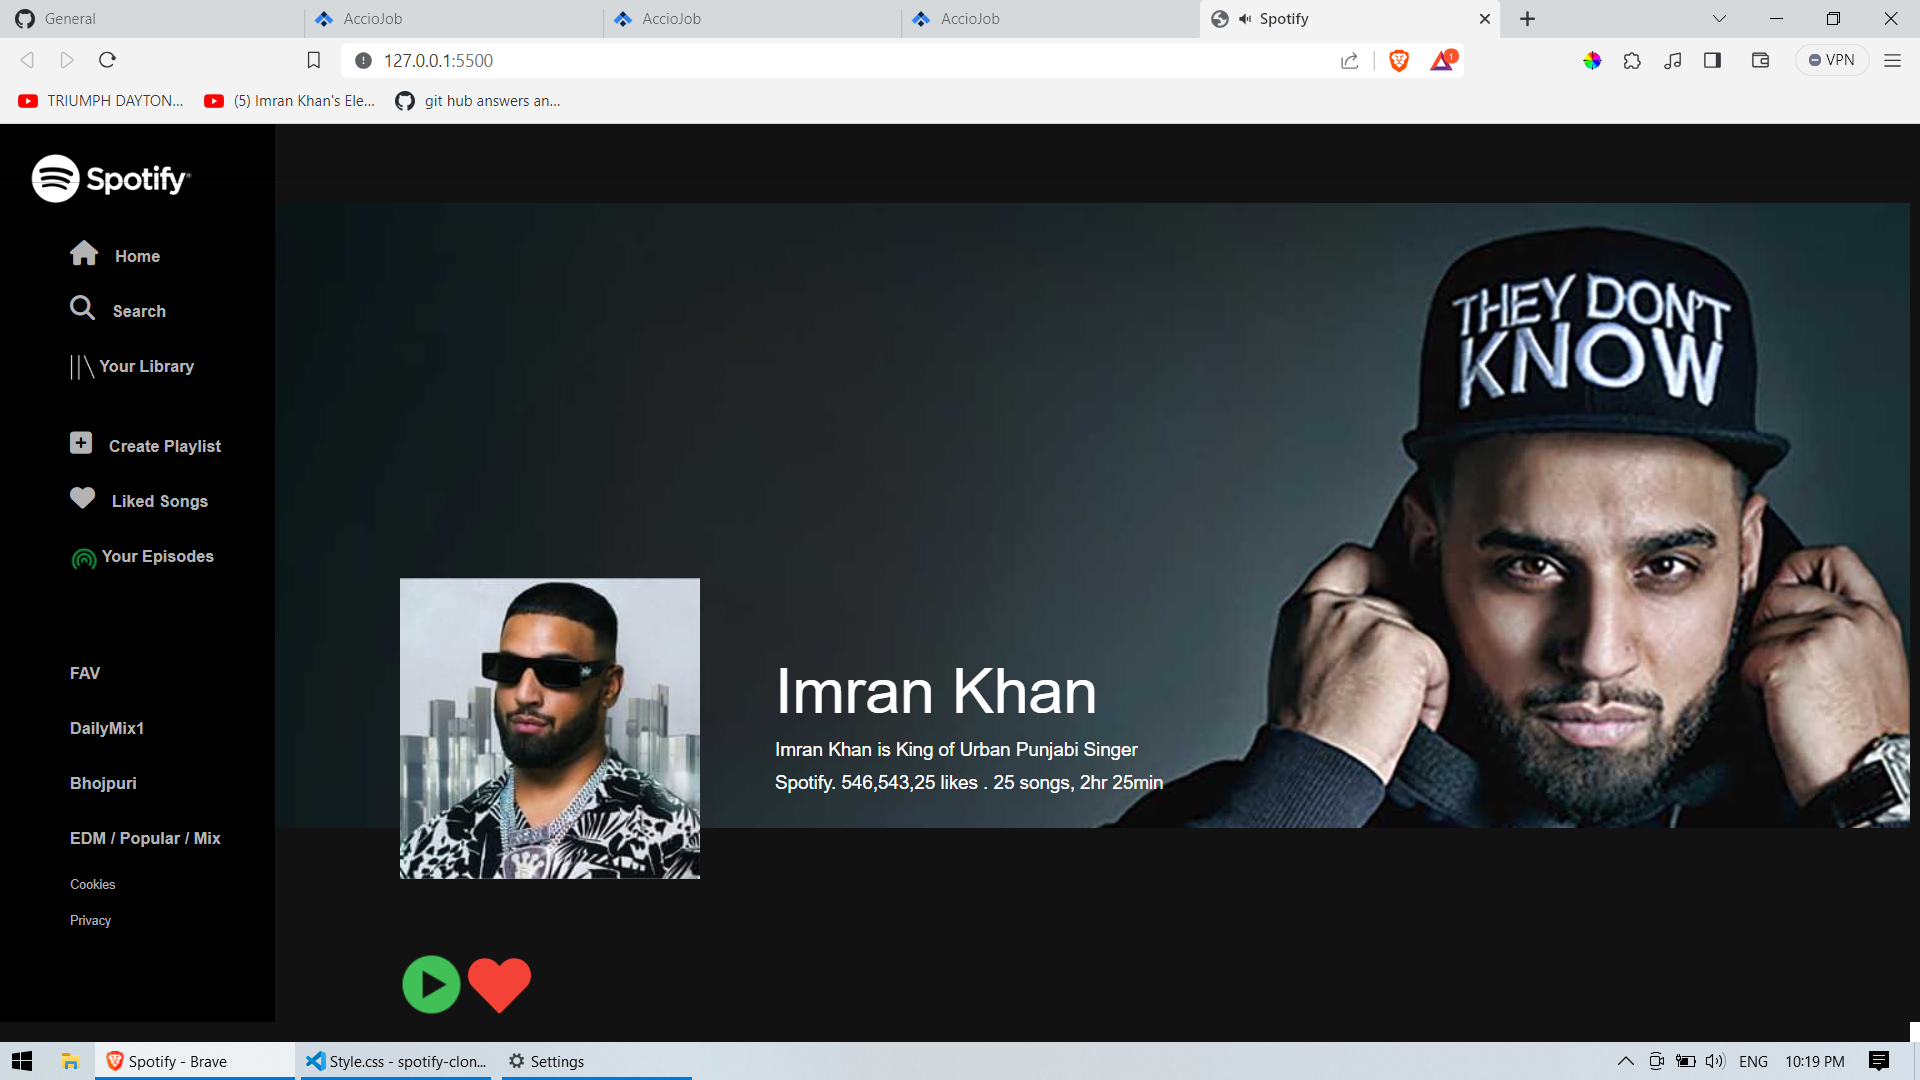 General
AccioJob
AccioJob
AccioJob
Spotify
127.0.0.1:5500
1
VPN
TRIUMPH DAYTON...
(5) Imran Khan's Ele...
git hub answers an...
Spotify
Home
Search
Your Library
Create Playlist
Liked Songs
Your Episodes
FAV
DailyMix1
Bhojpuri
EDM / Popular / Mix
Cookies
Privacy
THEY DON'T
KNOW
Imran Khan
Imran Khan is King of Urban Punjabi Singer
Spotify. 546,543,25 likes . 25 songs, 2hr 25min
Spotify - Brave
Style.css - spotify-clon...
Settings
ENG
10:19 PM